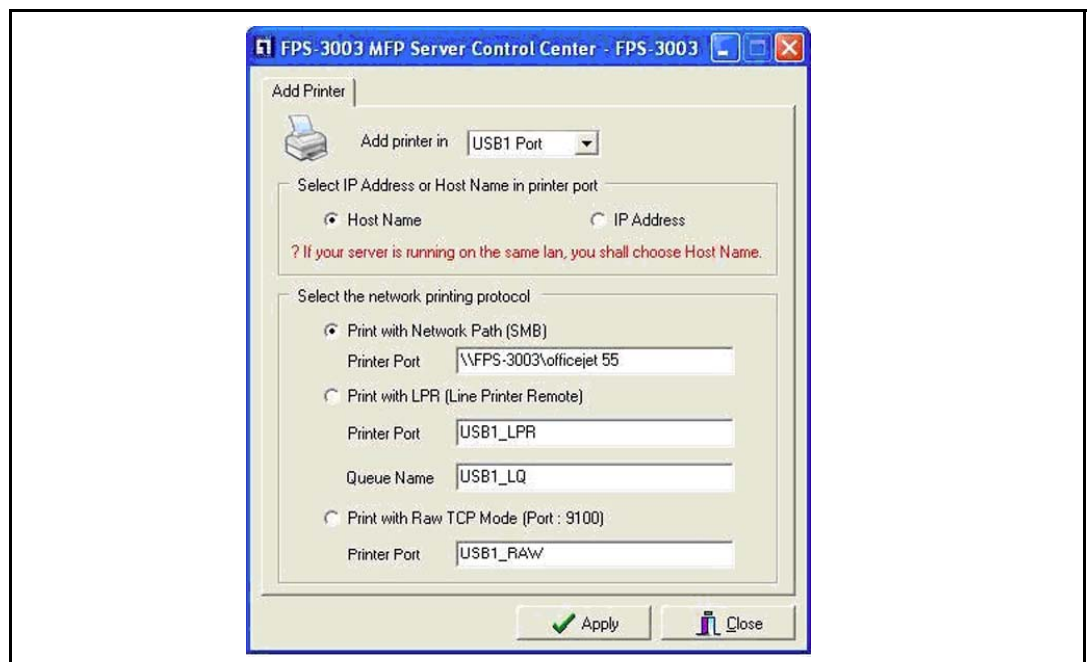 FPS-3003 MFP Server Control Center - FPS-3003
Add Printer
Add printer in USB1 Port
Select IP Address or Host Name in printer port
Host Name IP Address
? If your server is running on the same lan, you shall choose Host Name.
Select the network printing protocol
Print with Network Path (SMB)
Printer Port \\FPS-3003\officejet 55
Print with LPR (Line Printer Remote)
Printer Port USB1_LPR
Queue Name USB1_LQ
Print with Raw TCP Mode (Port : 9100)
Printer Port USB1_RAW
Apply Close